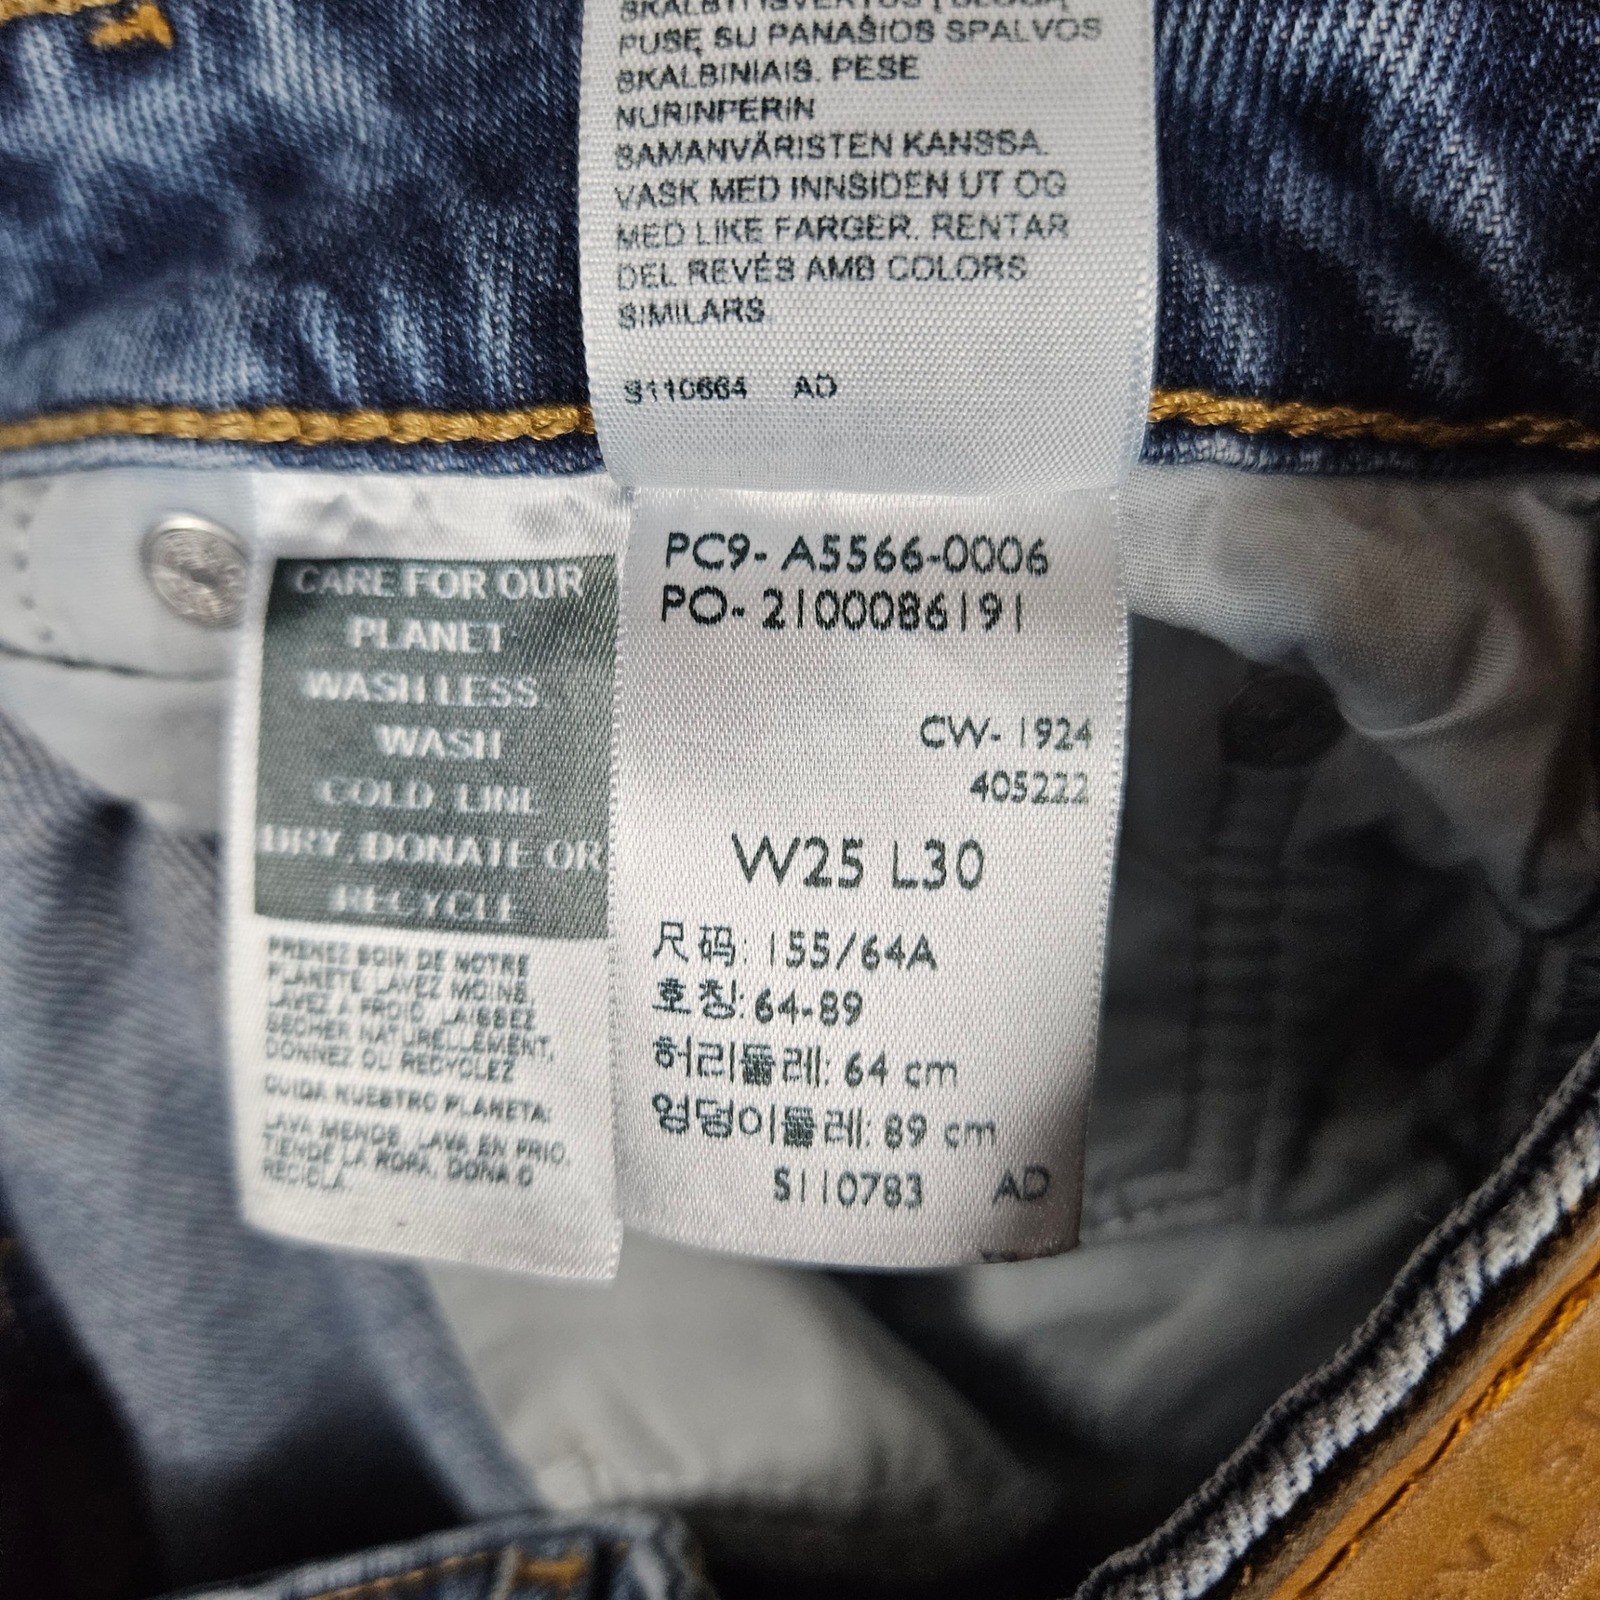 PUSĘ SU PANAŠIOS SPALVOS
SKALBINIAIS. PESE
NURINPERIN
SAMANVÄRISTEN KANSSA.
VASK MED INNSIDEN UT OG
MED LIKE FARGER. RENTAR
DEL REVÉS AMB COLORS
SIMILARS.
S110664 AD
CARE FOR OUR
PLANET
WASH LESS
WASH
COLD, LINE
DRY, DONATE OR
RECYCLE
PRENEZ SOIN DE NOTRE
PLANÈTE LAVEZ MOINS,
LAVEZ À FROID, LAISSEZ
SÉCHER NATURELLEMENT,
DONNEZ OU RECYCLEZ
CUIDA NUESTRO PLANETA:
LAVA MENOS, LAVA EN FRIO,
TIENDE LA ROPA, DONA O
RECICLA.
PC9- A5566-0006
PO- 2100086191
CW- 1924
405222
W25 L30
尺码: 155/64A
호칭: 64-89
허리둘레: 64 cm
엉덩이둘레: 89 cm
S110783 AD